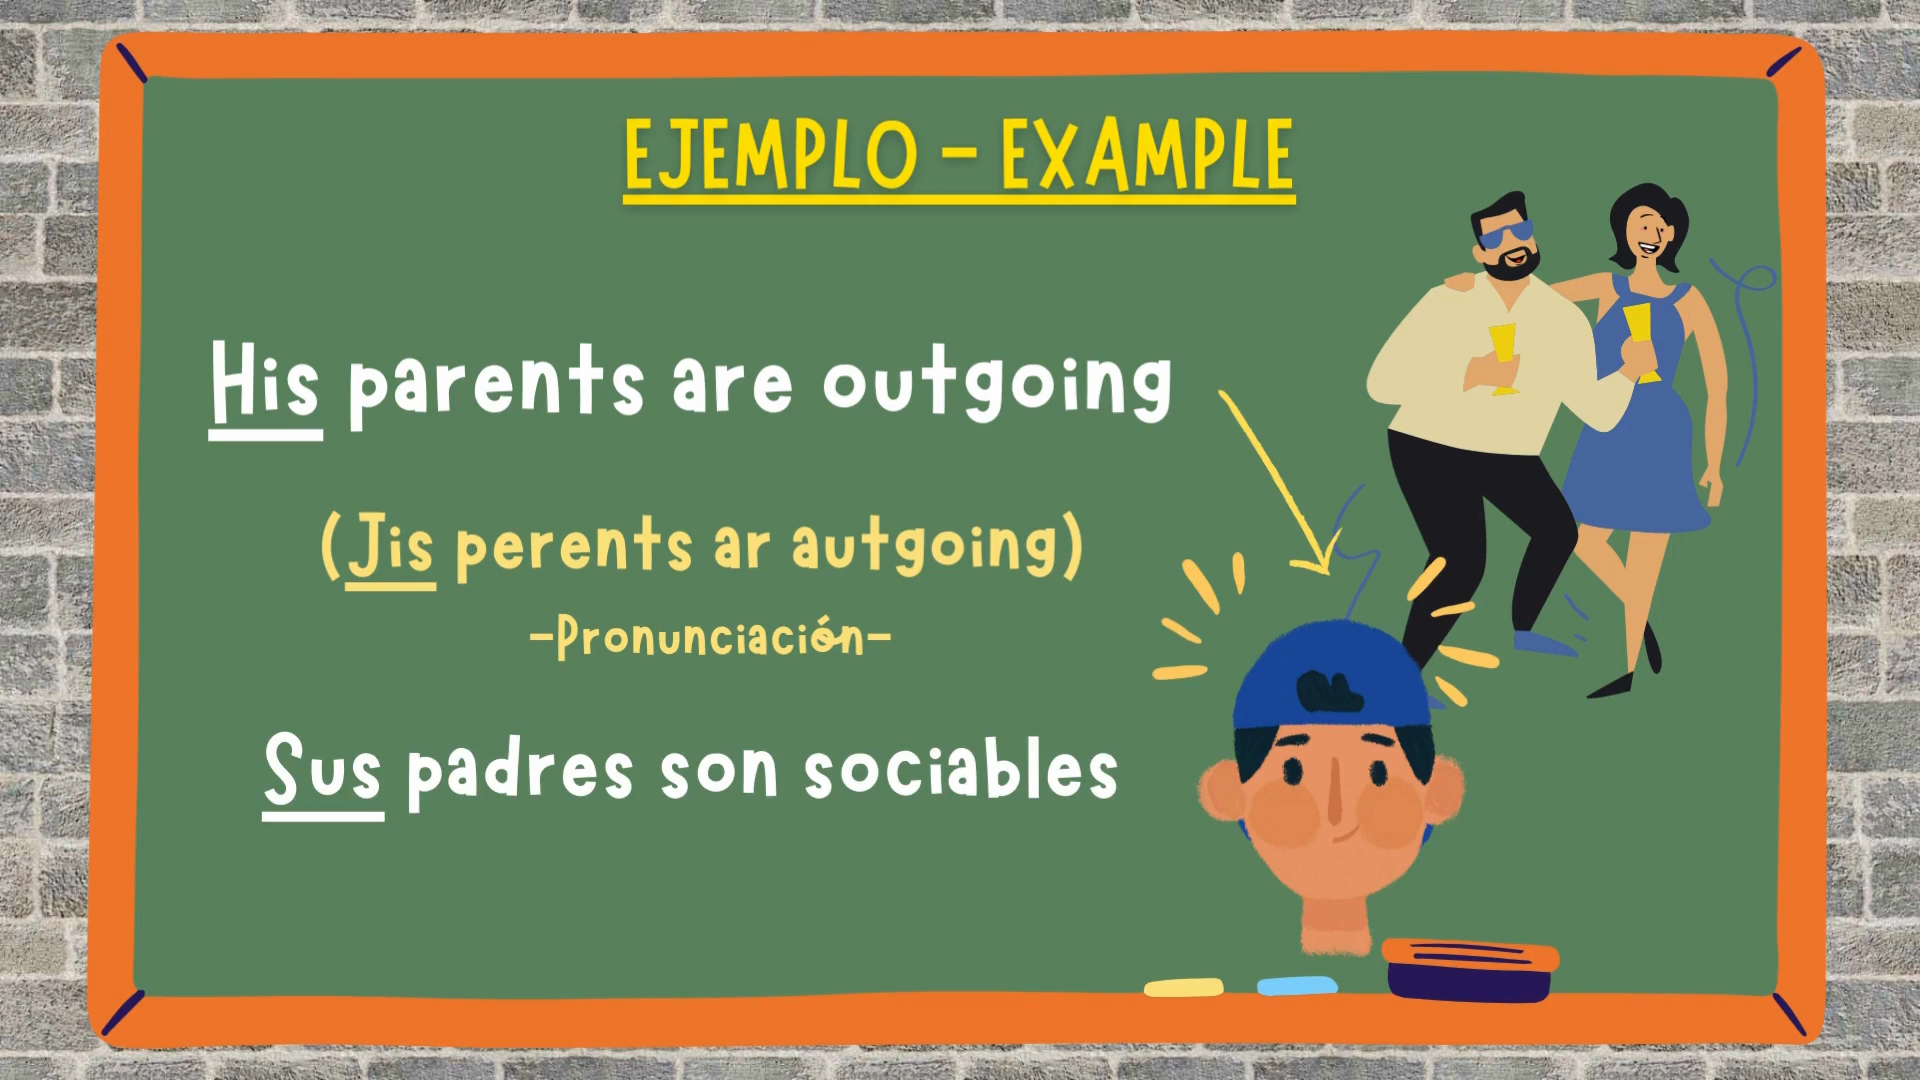 EJEMPLO - EXAMPLE
His parents are outgoing
(Jis perents ar autgoing)
-Pronunciación-
Sus padres son sociables